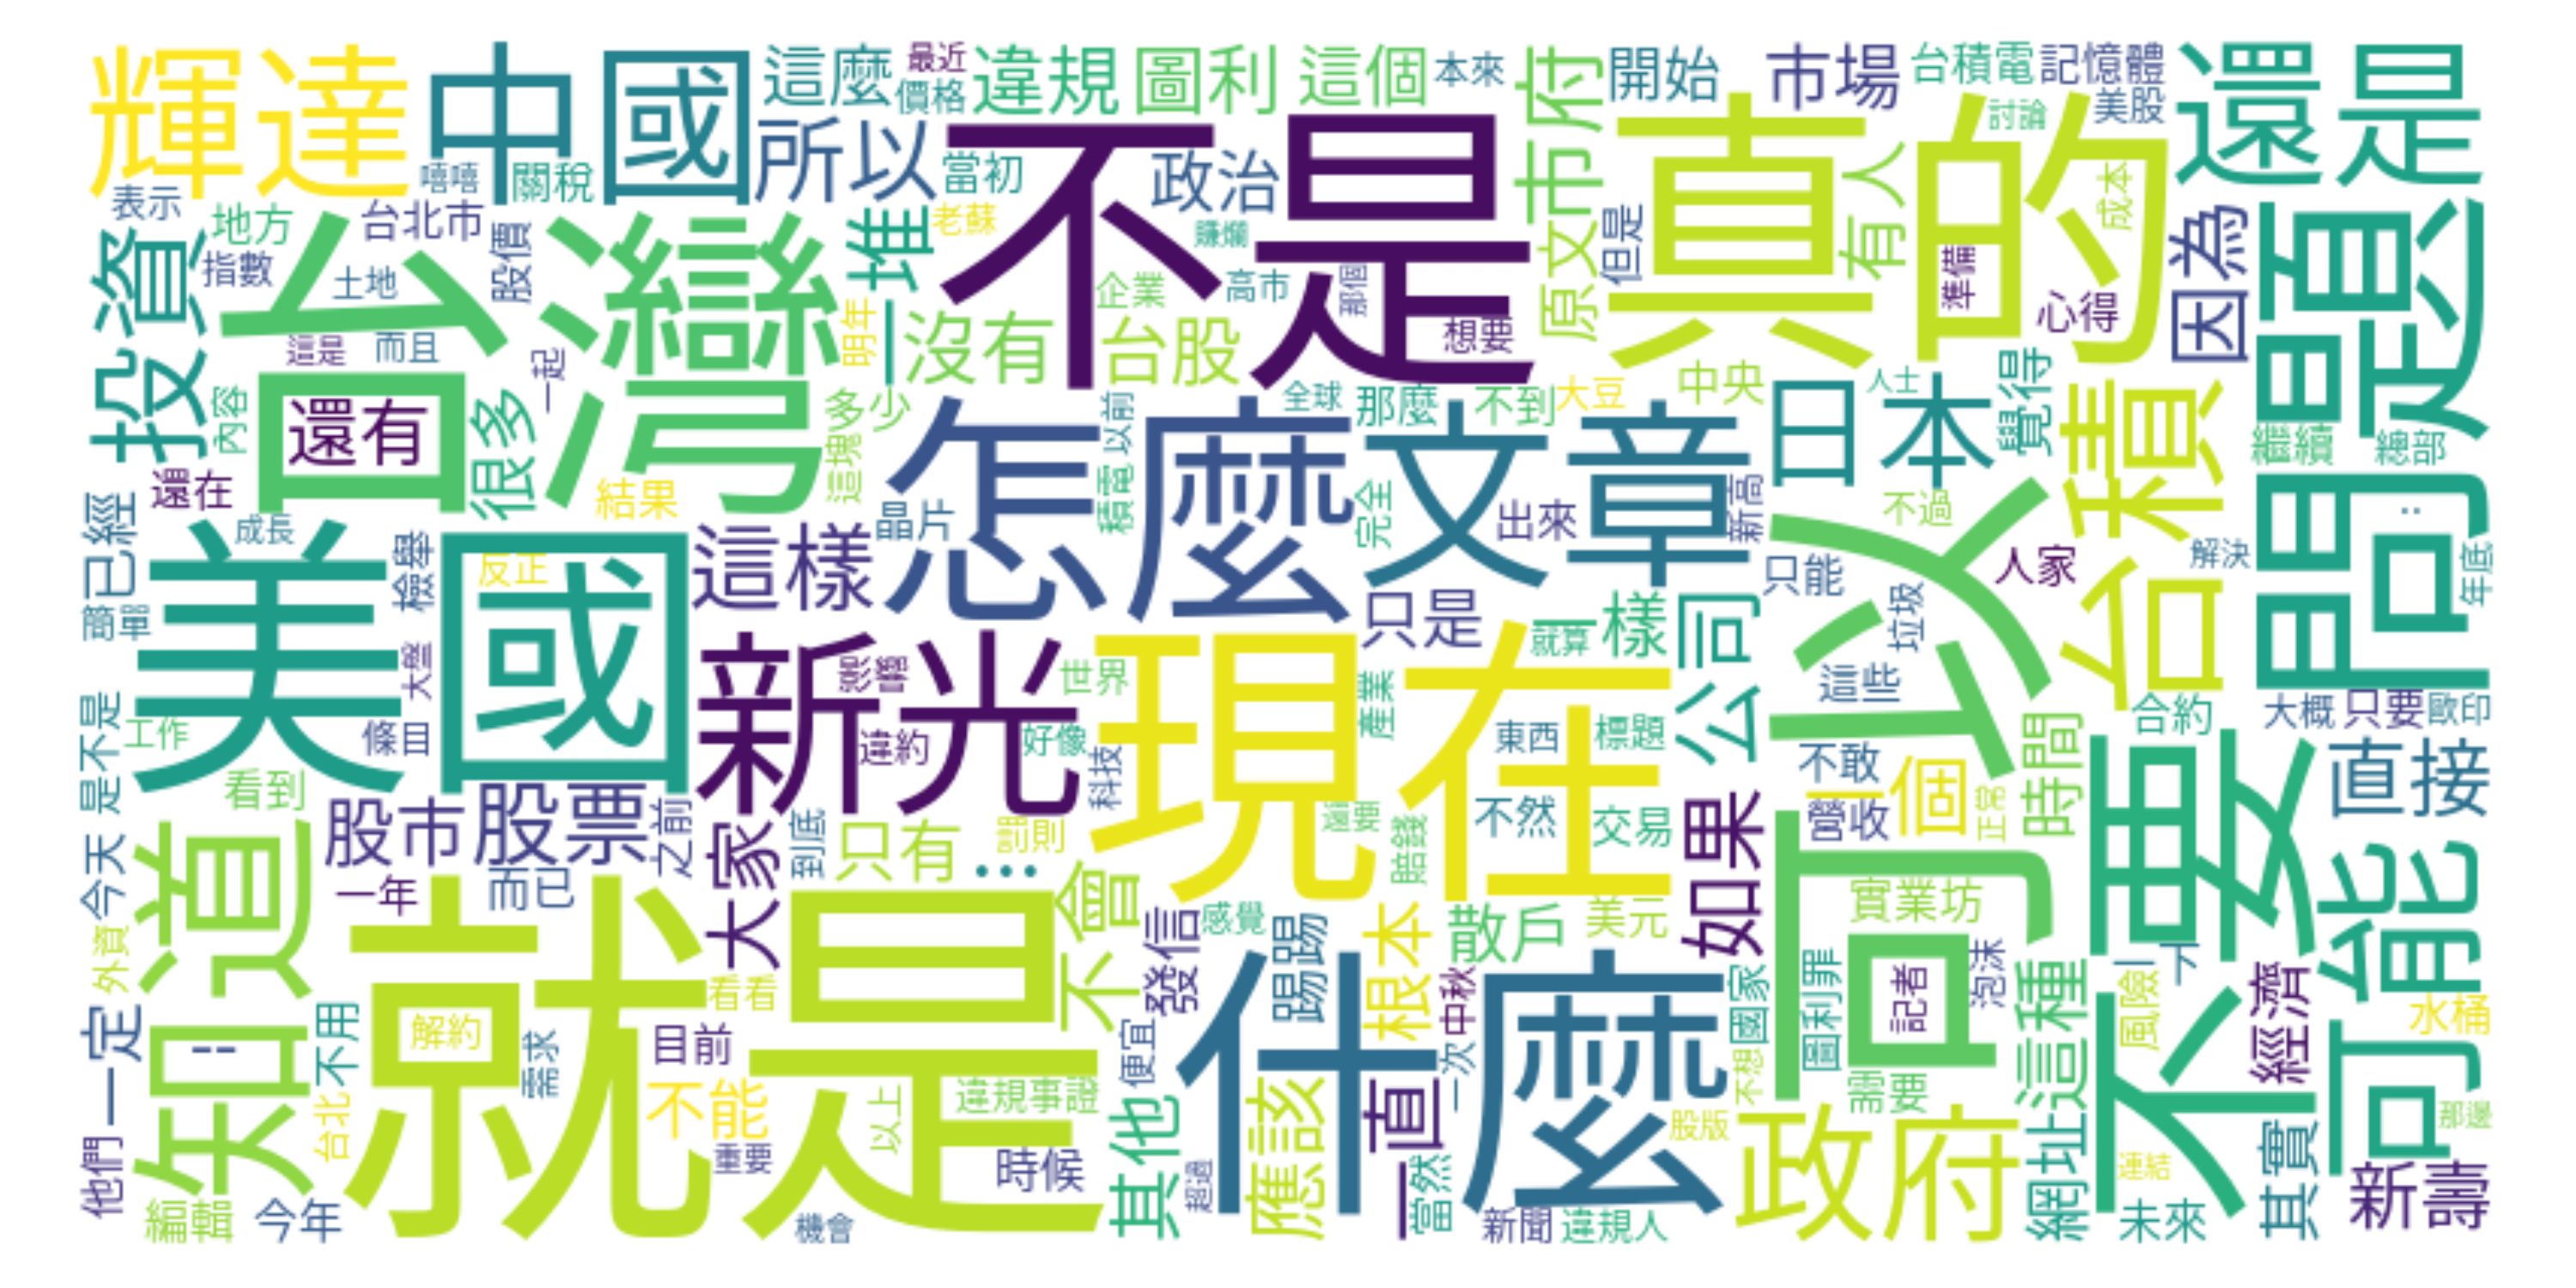 輝達
中國
這麼
最近
價格
違規
圖利
這個
本來
市府
開始
市場
台積電
記憶體
美股
討論
還是
表示
嘻嘻
關稅
所以
當初
不是
政治
真的
有人
成本
因為
問題
投資
地方
台北市
指數
土地
股價
台灣
一堆
老蘇
賺爛
企業
高市
那個
想要
原文
但是
準備
心得
這是
而且
一起
明年
沒有
台股
內容
還有
很多
多少
這塊
以前
全球
那麼
不到
大豆
中央
日本
人士
覺得
台積
繼續
總部
還在
結果
怎麼
文章
已經
成長
反正
檢舉
這樣
晶片
積電
完全
出來
新高
不過
可以
人家
解決
年底
簡單
美國
大盤
只是
就算
一樣
公司
只能
垃圾
這些
是不是
工作
條曰
新光
影響
違約
世界
好像
科技
現在
產業
東西
標題
合約
大概
只要
歐印
看到
股市
股票
之前
大家
到底
只有
罰則
...
還要
賠錢
不然
交易
如果
不敢
營收
一個
正常
時間
不要
直接
可能
今天
知道
一年
而已
就是
不會
發信
感覺
踢踢
根本
散戶
美元
實業坊
外資
看看
中秋
什麼
國家
圖利罪
記者
泡沫
這種
風險
一下
經濟
水桶
一定
不用
解約
需求
目前
便宜
一次
不想
需要
台北
不能
以上
違規事證
其他
應該
一直
股版
政府
網址
那邊
他們
重要
時候
超過
當然
連結
其實
新壽
編輯
今年
機會
新聞
違規人
未來